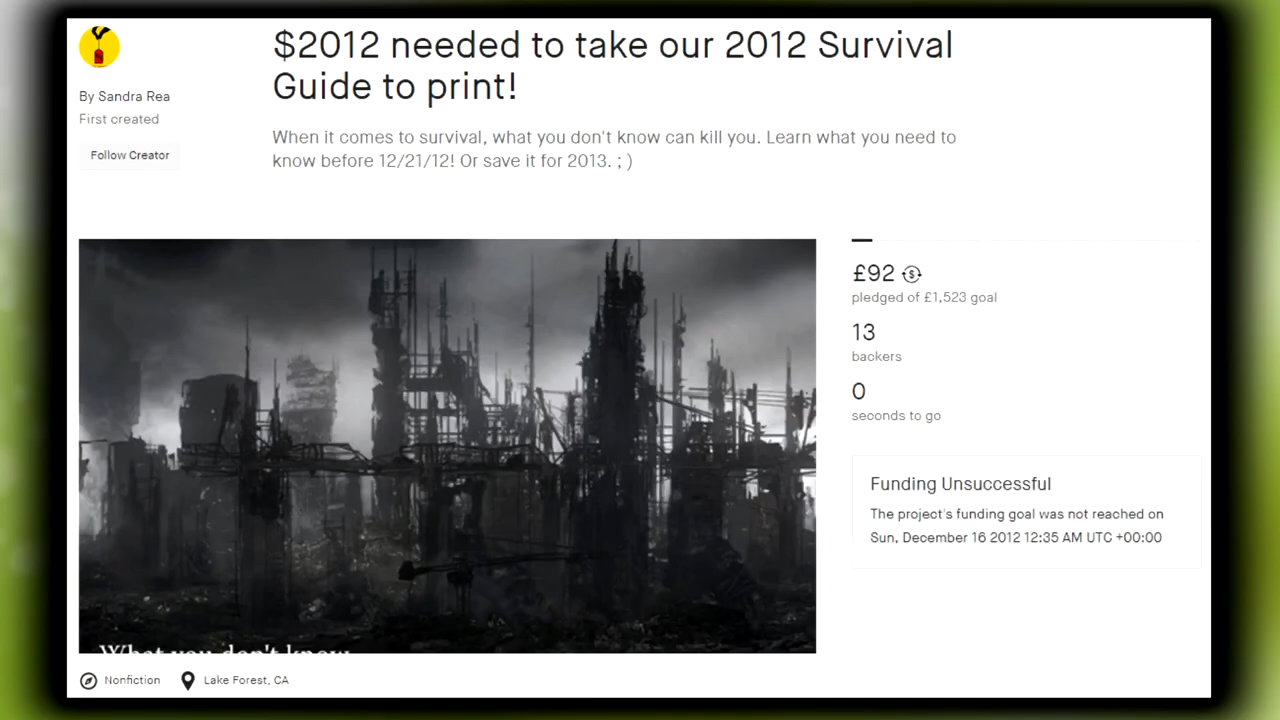 $2012 needed to take our 2012 Survival
Guide to print!
By Sandra Rea
First created
Follow Creator
When it comes to survival, what you don't know can kill you. Learn what you need to
know before 12/21/12! Or save it for 2013. ; )
£92
pledged of £1,523 goal
13
backers
0
seconds to go
Funding Unsuccessful
The project's funding goal was not reached on
Sun, December 16 2012 12:35 AM UTC +00:00
What you don't know
Nonfiction
Lake Forest, CA